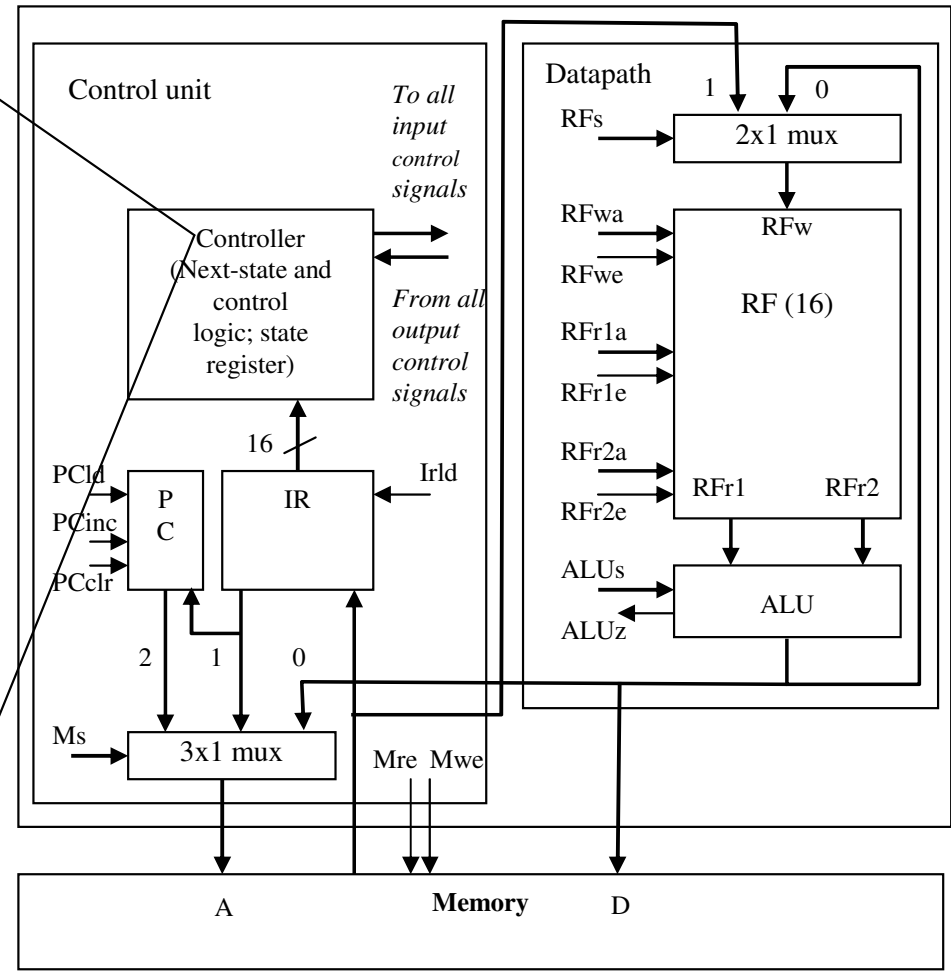 Control unit
To all
input
control
signals
Controller
(Next-state and
control
logic; state
register)
From all
output
control
signals
16
PCld
PCinc
PCclr
P
C
IR
Irld
2
1
0
Ms
3x1 mux
Mre
Mwe
Datapath
1
0
RFs
2x1 mux
RFwa
RFwe
RFw
RF (16)
RFr1a
RFr1e
RFr2a
RFr2e
RFr1
RFr2
ALUs
ALUz
ALU
A
Memory
D